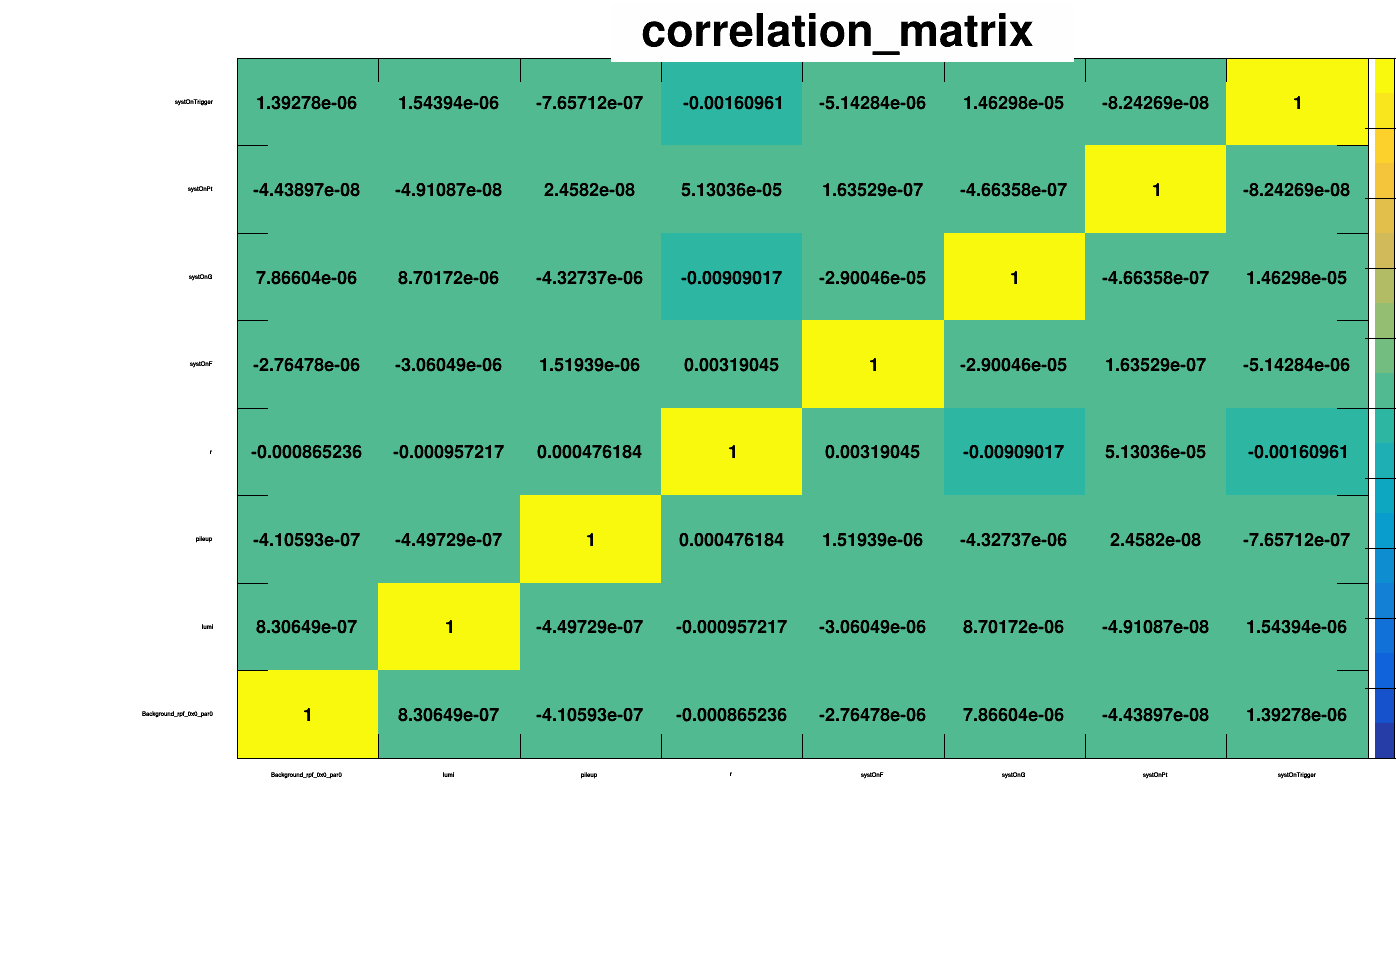 correlation_matrix
systOnTrigger 1.39278e-06 1.54394e-06 -7.65712e-07 -0.00160961 -5.14284e-06 1.46298e-05 -8.24269e-08 1
systOnPt -4.43897e-08 -4.91087e-08 2.4582e-08 5.13036e-05 1.63529e-07 -4.66358e-07 1 -8.24269e-08
systOnG 7.86604e-06 8.70172e-06 -4.32737e-06 -0.00909017 -2.90046e-05 1 -4.66358e-07 1.46298e-05
systOnF -2.76478e-06 -3.06049e-06 1.51939e-06 0.00319045 1 -2.90046e-05 1.63529e-07 -5.14284e-06
r -0.000865236 -0.000957217 0.000476184 1 0.00319045 -0.00909017 5.13036e-05 -0.00160961
pileup -4.10593e-07 -4.49729e-07 1 0.000476184 1.51939e-06 -4.32737e-06 2.4582e-08 -7.65712e-07
lumi 8.30649e-07 1 -4.49729e-07 -0.000957217 -3.06049e-06 8.70172e-06 -4.91087e-08 1.54394e-06
Background_rpf_0x0_par0 1 8.30649e-07 -4.10593e-07 -0.000865236 -2.76478e-06 7.86604e-06 -4.43897e-08 1.39278e-06
Background_rpf_0x0_par0 lumi pileup r systOnF systOnG systOnPt systOnTrigger